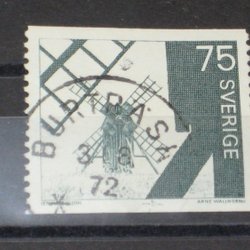 75
SVERIGE
BURTRÄSK
3 8
72
ARNE WALLHORN